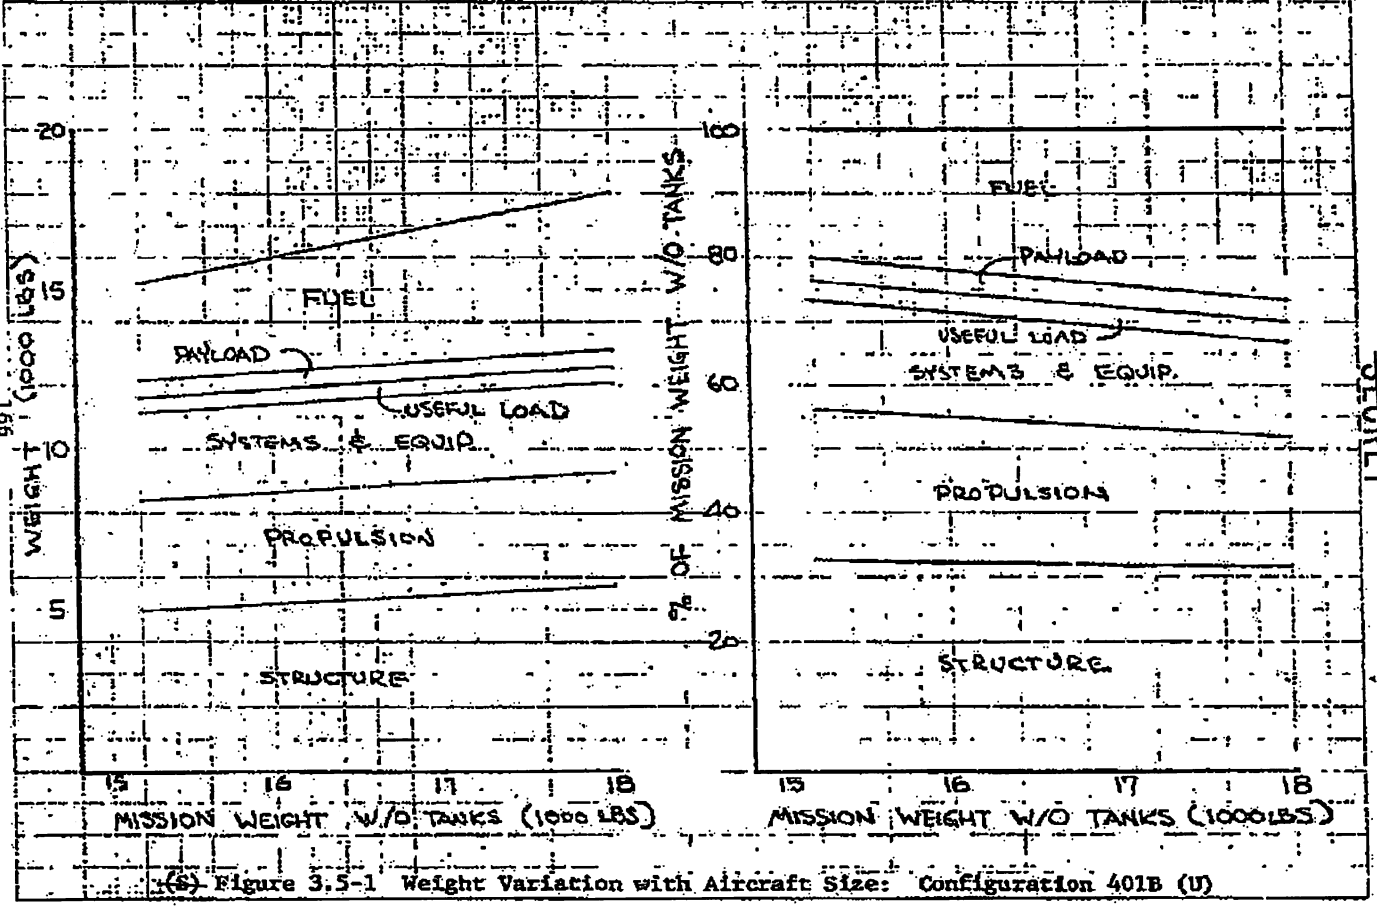 20
15
10
5
WEIGHT (1000 LBS)
FUEL
PAYLOAD
USEFUL LOAD
SYSTEMS & EQUIP.
PROPULSION
STRUCTURE
15 16 17 18
MISSION WEIGHT W/O TANKS (1000 LBS)
100
80
60
40
20
% OF MISSION WEIGHT W/O TANKS
FUEL
PAYLOAD
USEFUL LOAD
SYSTEMS & EQUIP.
PROPULSION
STRUCTURE
15 16 17 18
MISSION WEIGHT W/O TANKS (1000 LBS)
(S) Figure 3.5-1 Weight Variation with Aircraft Size: Configuration 401B (U)